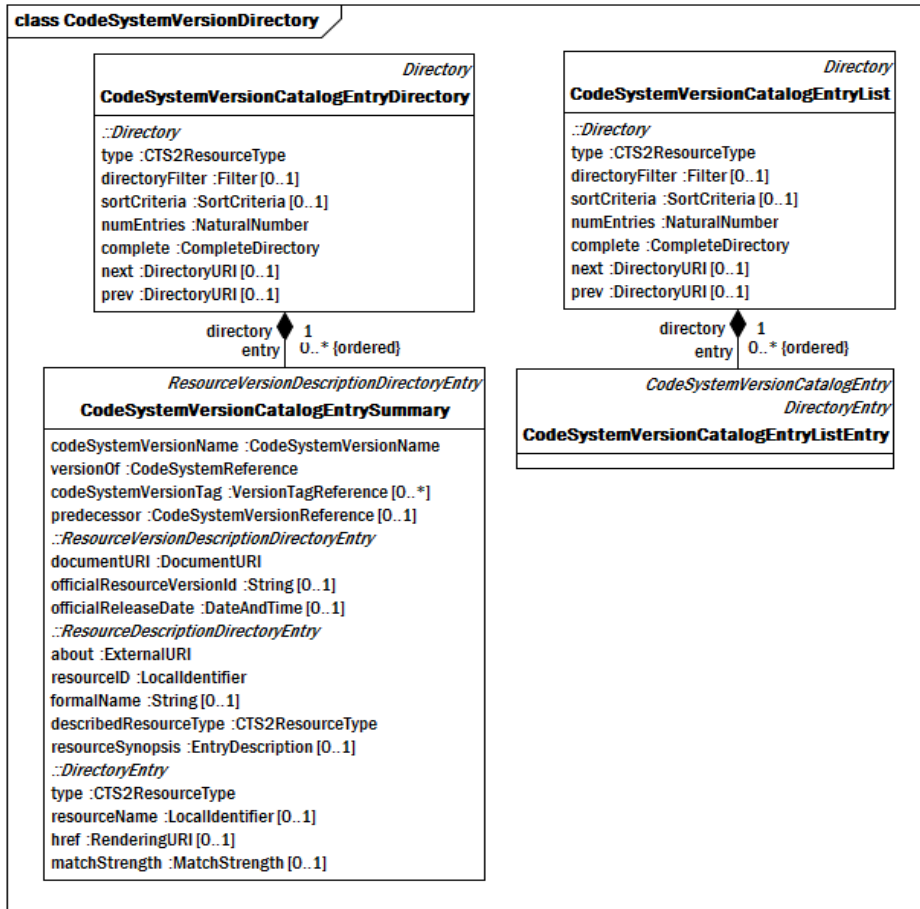 class CodeSystemVersionDirectory
Directory
CodeSystemVersionCatalogEntryDirectory
::Directory
type :CTS2ResourceType
directoryFilter :Filter [0..1]
sortCriteria :SortCriteria [0..1]
numEntries :NaturalNumber
complete :CompleteDirectory
next :DirectoryURI [0..1]
prev :DirectoryURI [0..1]
directory 1
entry 0..* {ordered}
ResourceVersionDescriptionDirectoryEntry
CodeSystemVersionCatalogEntrySummary
codeSystemVersionName :CodeSystemVersionName
versionOf :CodeSystemReference
codeSystemVersionTag :VersionTagReference [0..*]
predecessor :CodeSystemVersionReference [0..1]
::ResourceVersionDescriptionDirectoryEntry
documentURI :DocumentURI
officialResourceVersionId :String [0..1]
officialReleaseDate :DateAndTime [0..1]
::ResourceDescriptionDirectoryEntry
about :ExternalURI
resourceID :LocalIdentifier
formalName :String [0..1]
describedResourceType :CTS2ResourceType
resourceSynopsis :EntryDescription [0..1]
::DirectoryEntry
type :CTS2ResourceType
resourceName :LocalIdentifier [0..1]
href :RenderingURI [0..1]
matchStrength :MatchStrength [0..1]
Directory
CodeSystemVersionCatalogEntryList
::Directory
type :CTS2ResourceType
directoryFilter :Filter [0..1]
sortCriteria :SortCriteria [0..1]
numEntries :NaturalNumber
complete :CompleteDirectory
next :DirectoryURI [0..1]
prev :DirectoryURI [0..1]
directory 1
entry 0..* {ordered}
CodeSystemVersionCatalogEntry
DirectoryEntry
CodeSystemVersionCatalogEntryListEntry